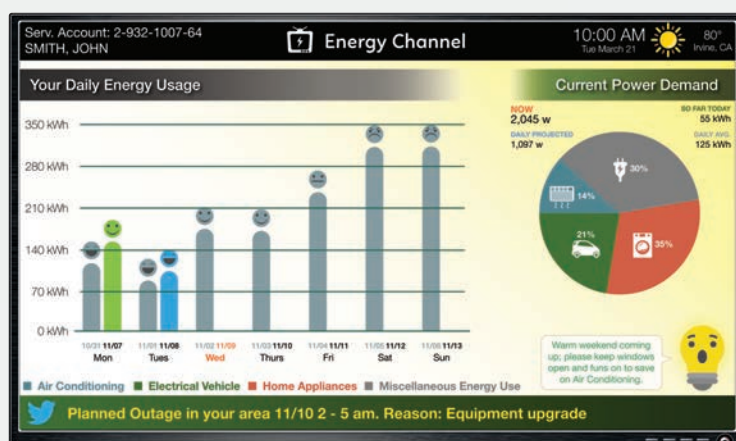 Serv. Account: 2-932-1007-64
SMITH, JOHN
Energy Channel
10:00 AM
Tue March 21
80°
Irvine, CA
Your Daily Energy Usage
Current Power Demand
350 kWh
280 kWh
210 kWh
140 kWh
70 kWh
0 kWh
10/31 11/07
Mon
11/01 11/08
Tues
11/02 11/09
Wed
11/03 11/10
Thurs
11/04 11/11
Fri
11/05 11/12
Sat
11/06 11/13
Sun
NOW
2,045 w
SO FAR TODAY
55 kWh
DAILY PROJECTED
1,097 w
DAILY AVG.
125 kWh
30%
14%
21%
35%
Warm weekend coming
up; please keep windows
open and funs on to save
on Air Conditioning.
Air Conditioning Electrical Vehicle Home Appliances Miscellaneous Energy Use
Planned Outage in your area 11/10 2 - 5 am. Reason: Equipment upgrade